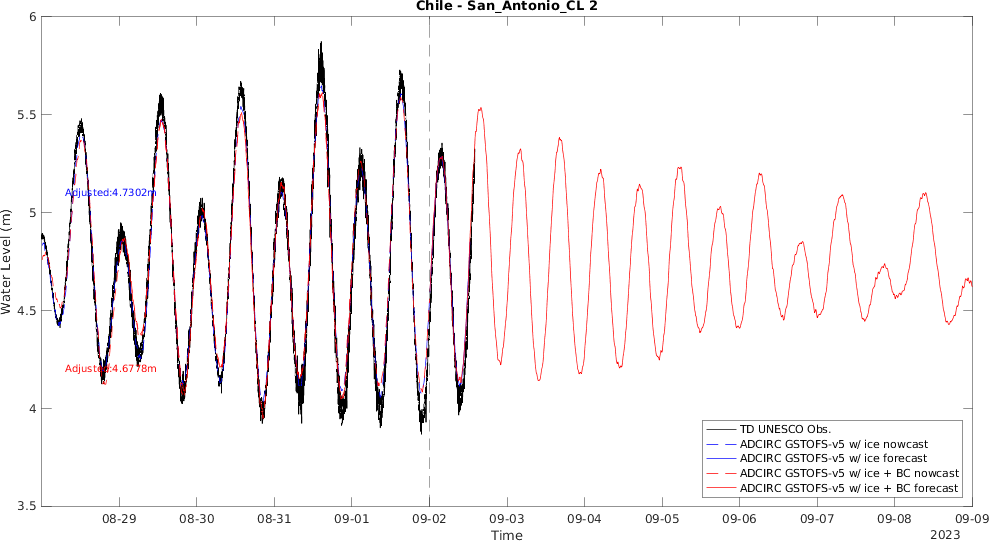 Chile - San_Antonio_CL 2
6
5.5
5
4.5
4
3.5
Water Level (m)
Adjusted:4.7302m
Adjusted:4.6778m
TD UNESCO Obs.
ADCIRC GSTOFS-v5 w/ ice nowcast
ADCIRC GSTOFS-v5 w/ ice forecast
ADCIRC GSTOFS-v5 w/ ice + BC nowcast
ADCIRC GSTOFS-v5 w/ ice + BC forecast
08-29 08-30 08-31 09-01 09-02 09-03 09-04 09-05 09-06 09-07 09-08 09-09
Time
2023